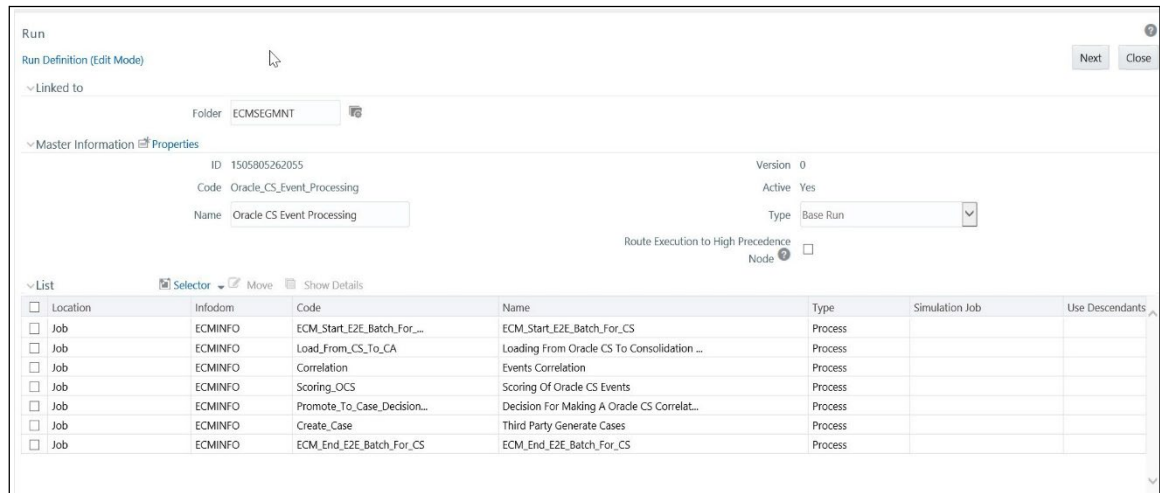 Run
Run Definition (Edit Mode)
Next Close
Linked to
Folder ECMSEGMNT
Master Information Properties
ID 1505805262055 Version 0
Code Oracle_CS_Event_Processing Active Yes
Name Oracle CS Event Processing Type Base Run
Route Execution to High Precedence
Node
List Selector Move Show Details
Location Infodom Code Name Type Simulation Job Use Descendants
Job ECMINFO ECM_Start_E2E_Batch_For_... ECM_Start_E2E_Batch_For_CS Process
Job ECMINFO Load_From_CS_To_CA Loading From Oracle CS To Consolidation ... Process
Job ECMINFO Correlation Events Correlation Process
Job ECMINFO Scoring_OCS Scoring Of Oracle CS Events Process
Job ECMINFO Promote_To_Case_Decision... Decision For Making A Oracle CS Correlat... Process
Job ECMINFO Create_Case Third Party Generate Cases Process
Job ECMINFO ECM_End_E2E_Batch_For_CS ECM_End_E2E_Batch_For_CS Process